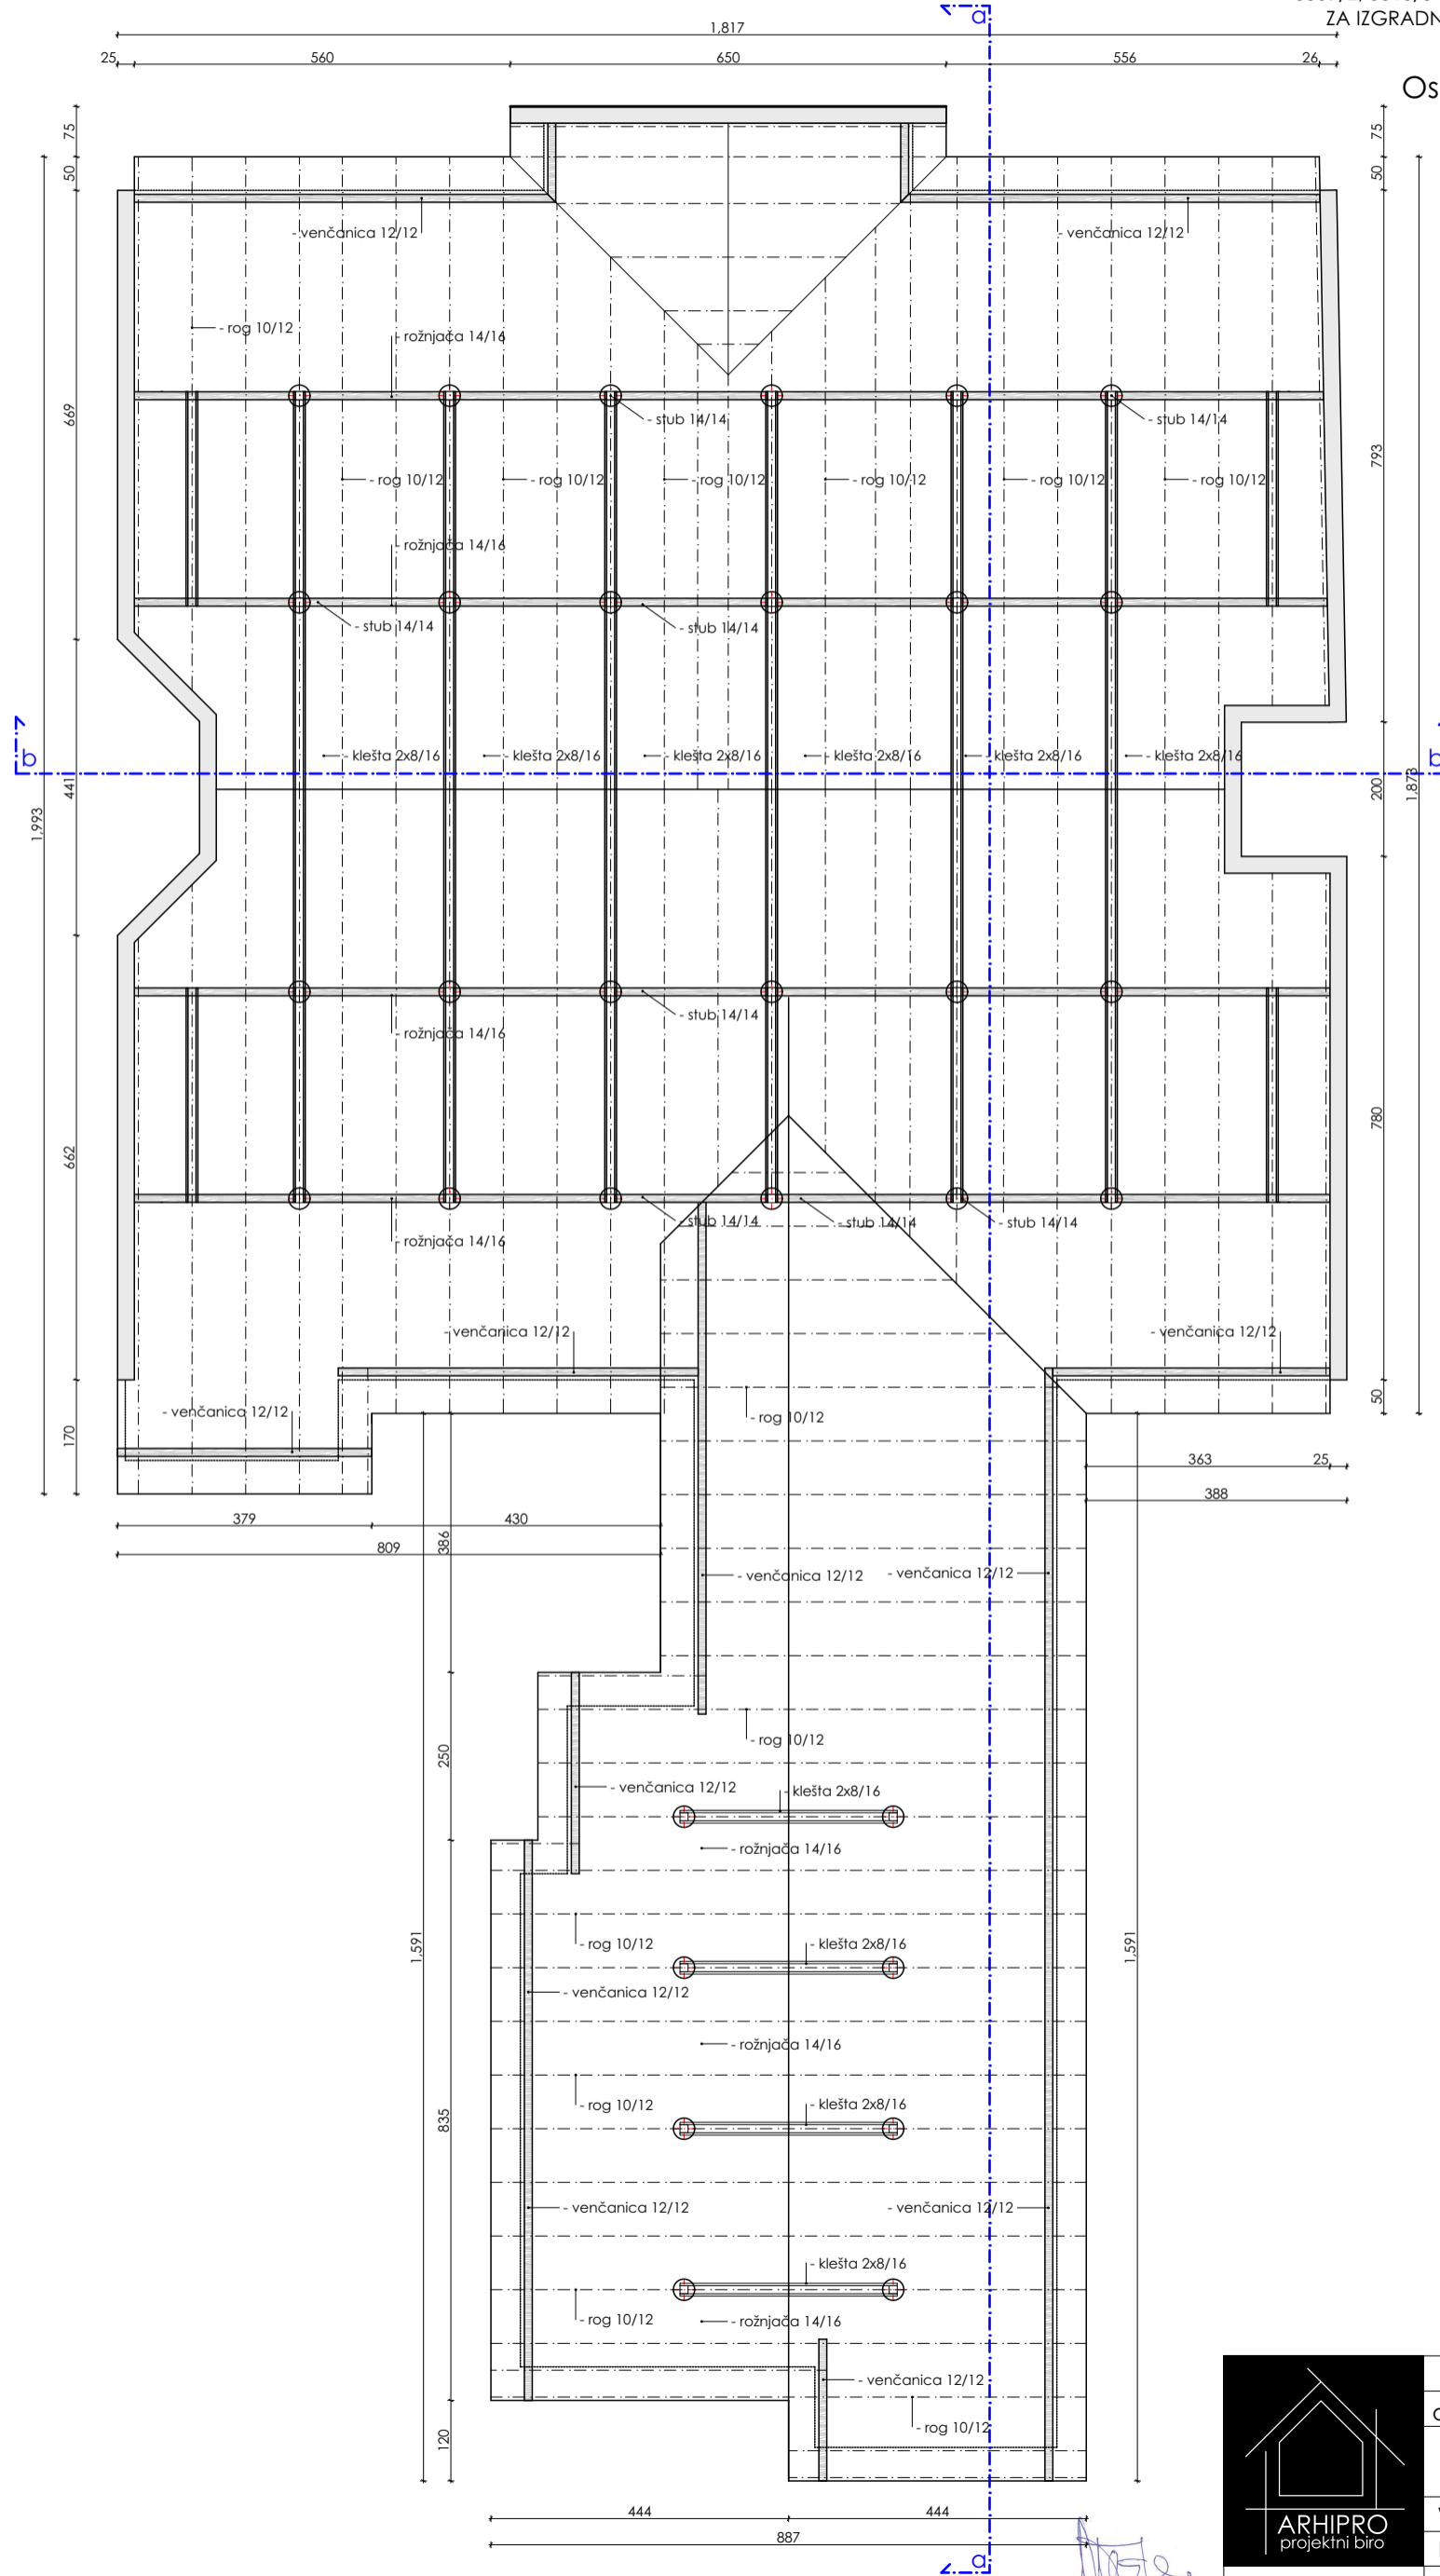 ZA IZGRADN
Os
a
1,817
25
560
650
556
26
75
50
669
441
1,993
662
170
75
50
793
200
1,873
780
50
- venčanica 12/12
- venčanica 12/12
- rog 10/12
- rožnjača 14/16
- stub 14/14
- stub 14/14
- rog 10/12
- rog 10/12
- rog 10/12
- rog 10/12
- rog 10/12
- rog 10/12
- rožnjača 14/16
- stub 14/14
- stub 14/14
b
- klešta 2x8/16
- klešta 2x8/16
- klešta 2x8/16
- klešta 2x8/16
- klešta 2x8/16
- klešta 2x8/16
b
- stub 14/14
- rožnjača 14/16
- stub 14/14
- stub 14/14
- stub 14/14
- rožnjača 14/16
- venčanica 12/12
- venčanica 12/12
- venčanica 12/12
- rog 10/12
363
25
388
379
430
809
386
- venčanica 12/12
- venčanica 12/12
- rog 10/12
250
- venčanica 12/12
- klešta 2x8/16
- rožnjača 14/16
- rog 10/12
- klešta 2x8/16
1,591
1,591
- venčanica 12/12
- rožnjača 14/16
- rog 10/12
- klešta 2x8/16
835
- venčanica 12/12
- venčanica 12/12
- klešta 2x8/16
- rog 10/12
- rožnjača 14/16
- venčanica 12/12
- rog 10/12
120
444
444
887
a
ARHIPRO
projektni biro